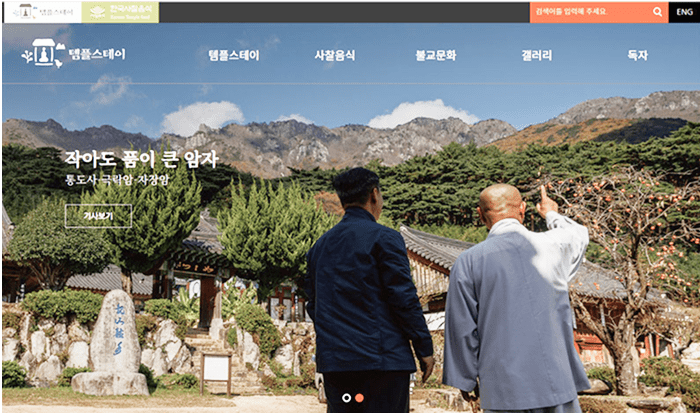 템플스테이
한국사찰음식
Korean Temple Food
검색어를 입력해 주세요.
ENG
템플스테이
템플스테이
사찰음식
불교문화
갤러리
독자
작아도 품이 큰 암자
통도사 극락암·자장암
기사보기